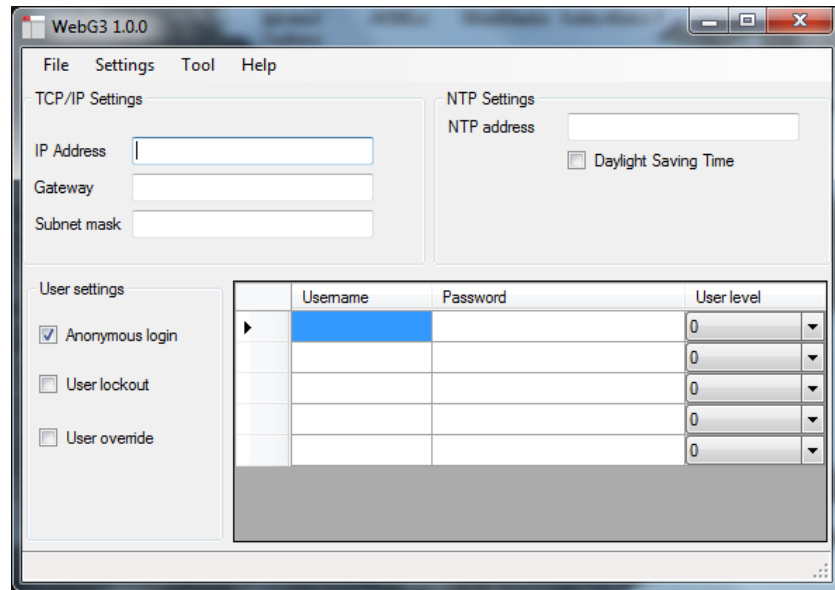 WebG3 1.0.0
File Settings Tool Help
TCP/IP Settings
IP Address
Gateway
Subnet mask
NTP Settings
NTP address
Daylight Saving Time
User settings
Anonymous login
User lockout
User override
Username Password User level
0
0
0
0
0